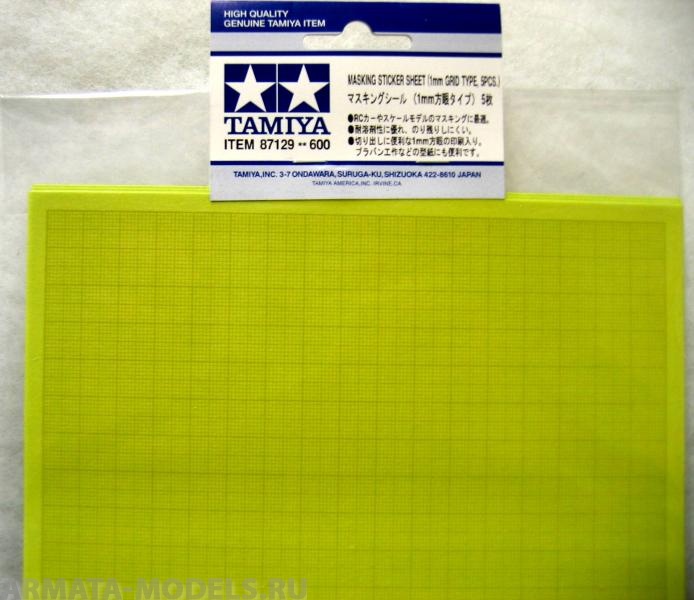 HIGH QUALITY
GENUINE TAMIYA ITEM
TAMIYA
ITEM 87129 ** 600
MASKING STICKER SHEET (1mm GRID TYPE, 5PCS.)
マスキングシール (1mm方眼タイプ) 5枚
●RCカーやスケールモデルのマスキングに最適。
●耐溶剤性に優れ、のり残りしにくい。
●切り出しに便利な1mm方眼の印刷入り。
プラバン工作などの型紙にも便利です。
TAMIYA,INC. 3-7 ONDAWARA, SURUGA-KU, SHIZUOKA 422-8610 JAPAN
TAMIYA AMERICA,INC. IRVINE,CA
ARMATA-MODELS.RU